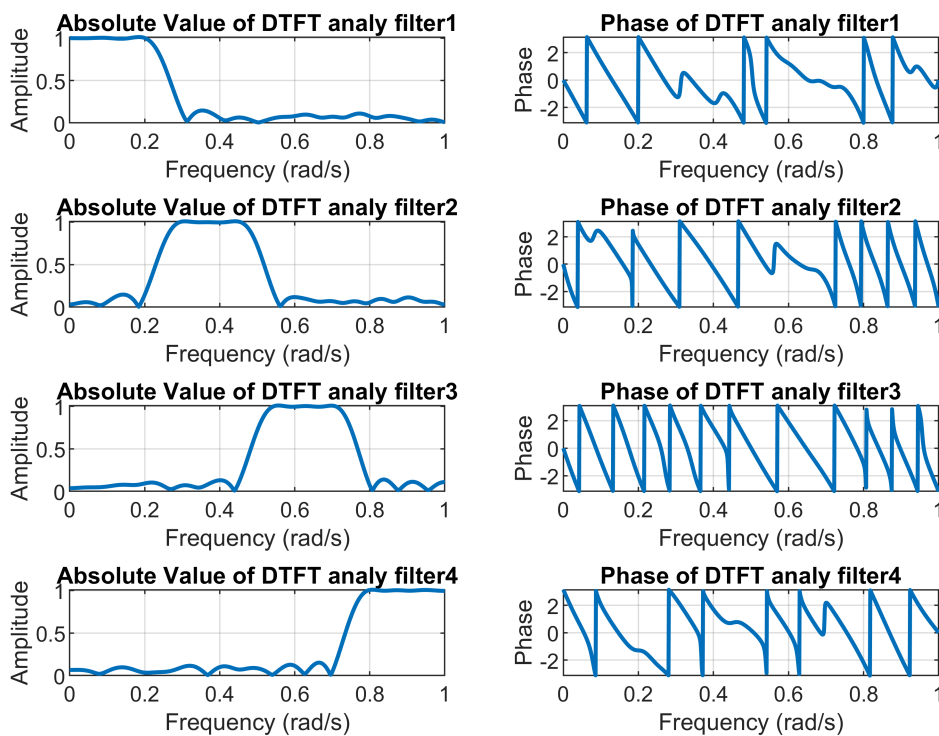 Absolute Value of DTFT analy filter1
Amplitude
1
0.5
0
0 0.2 0.4 0.6 0.8 1
Frequency (rad/s)
Phase of DTFT analy filter1
Phase
2
0
-2
0 0.2 0.4 0.6 0.8 1
Frequency (rad/s)
Absolute Value of DTFT analy filter2
Amplitude
1
0.5
0
0 0.2 0.4 0.6 0.8 1
Frequency (rad/s)
Phase of DTFT analy filter2
Phase
2
0
-2
0 0.2 0.4 0.6 0.8 1
Frequency (rad/s)
Absolute Value of DTFT analy filter3
Amplitude
1
0.5
0
0 0.2 0.4 0.6 0.8 1
Frequency (rad/s)
Phase of DTFT analy filter3
Phase
2
0
-2
0 0.2 0.4 0.6 0.8 1
Frequency (rad/s)
Absolute Value of DTFT analy filter4
Amplitude
1
0.5
0
0 0.2 0.4 0.6 0.8 1
Frequency (rad/s)
Phase of DTFT analy filter4
Phase
2
0
-2
0 0.2 0.4 0.6 0.8 1
Frequency (rad/s)